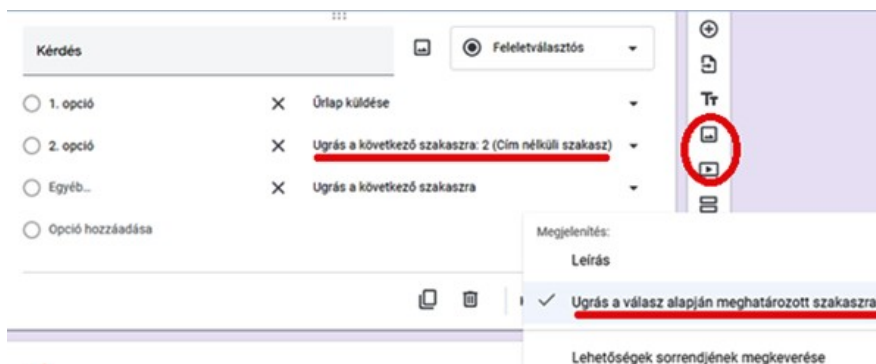 Kérdés
Feleletválasztós
1. opció
Űrlap küldése
2. opció
Ugrás a következő szakaszra: 2 (Cím nélküli szakasz)
Egyéb...
Ugrás a következő szakaszra
Opció hozzáadása
Megjelenítés:
Leírás
Ugrás a válasz alapján meghatározott szakaszra
Lehetőségek sorrendjének megkeverése